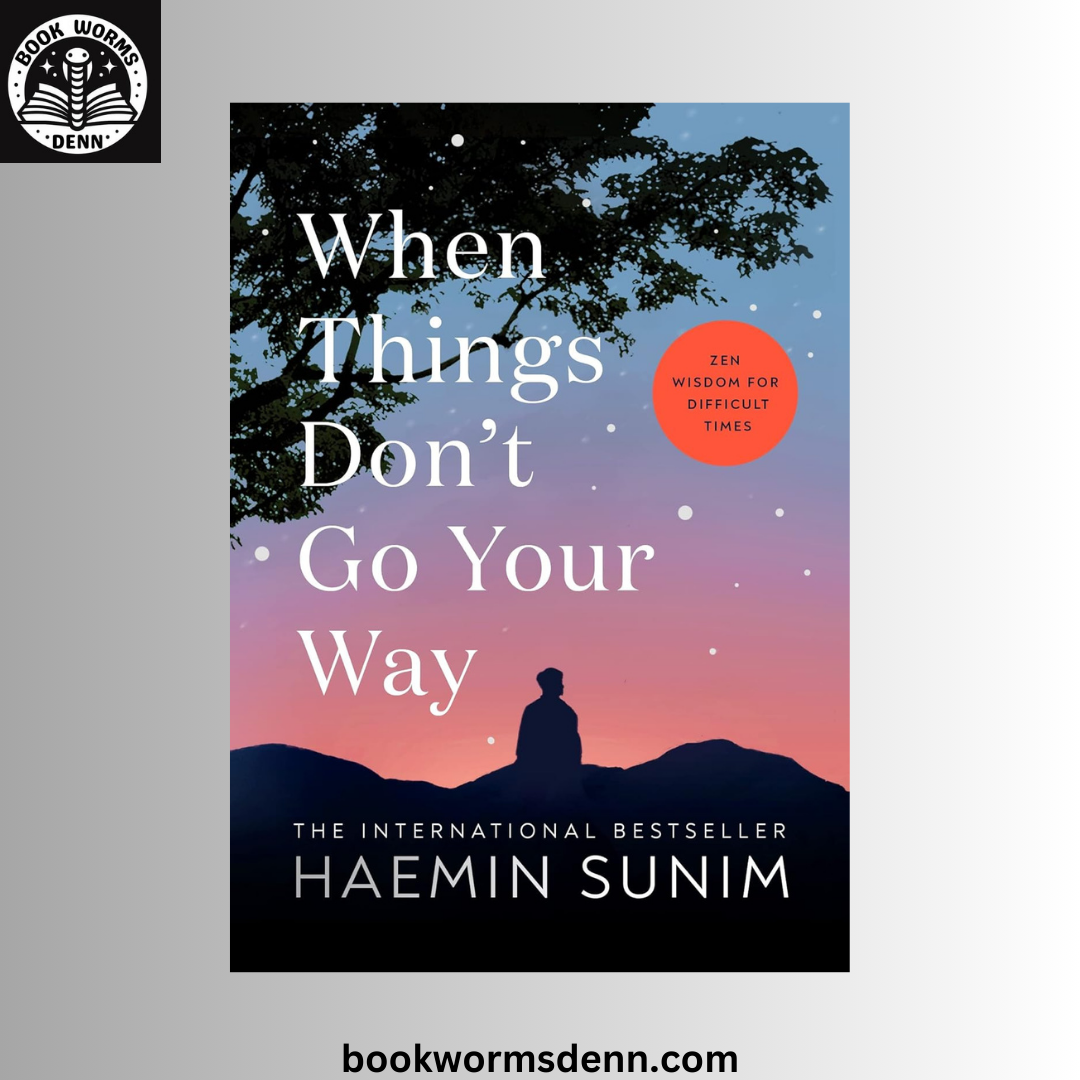 BOOK WORMS
DENN
When
Things
Don’t
Go Your
Way
ZEN
WISDOM FOR
DIFFICULT
TIMES
THE INTERNATIONAL BESTSELLER
HAEMIN SUNIM
bookwormsdenn.com